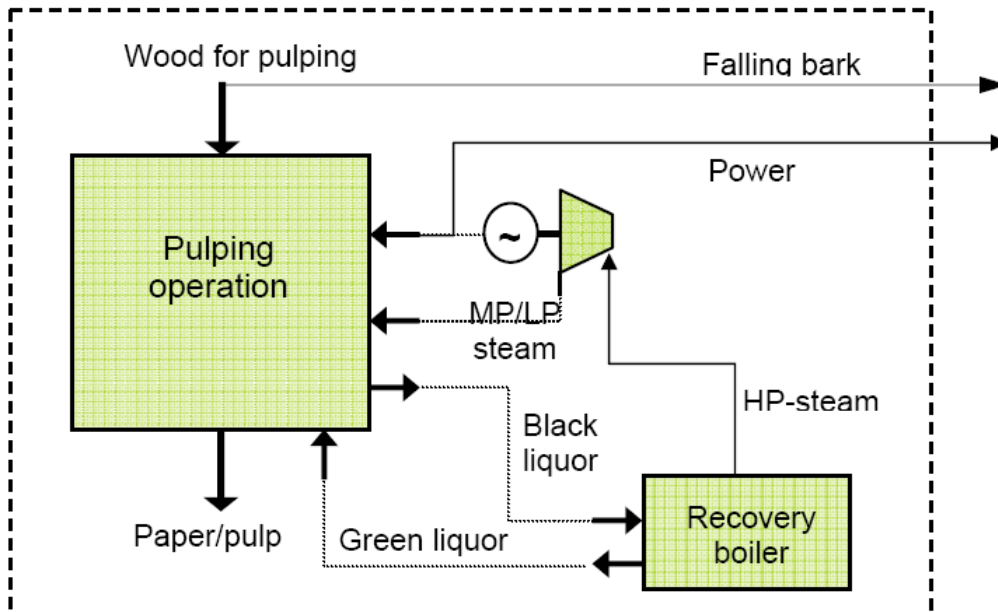 Wood for pulping
Falling bark
Power
Pulping
operation
~
MP/LP
steam
HP-steam
Black
liquor
Recovery
boiler
Green liquor
Paper/pulp